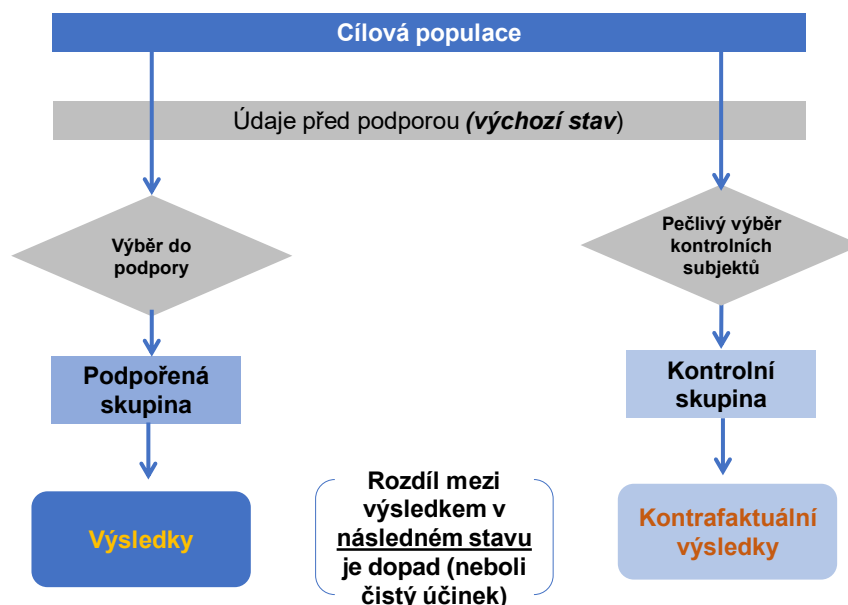 Cílová populace
Údaje před podporou (výchozí stav)
Výběr do
podpory
Pečlivý výběr
kontrolních
subjektů
Podpořená
skupina
Kontrolní
skupina
Výsledky
Rozdíl mezi
výsledkem v
následném stavu
je dopad (neboli
čistý účinek)
Kontrafaktuální
výsledky